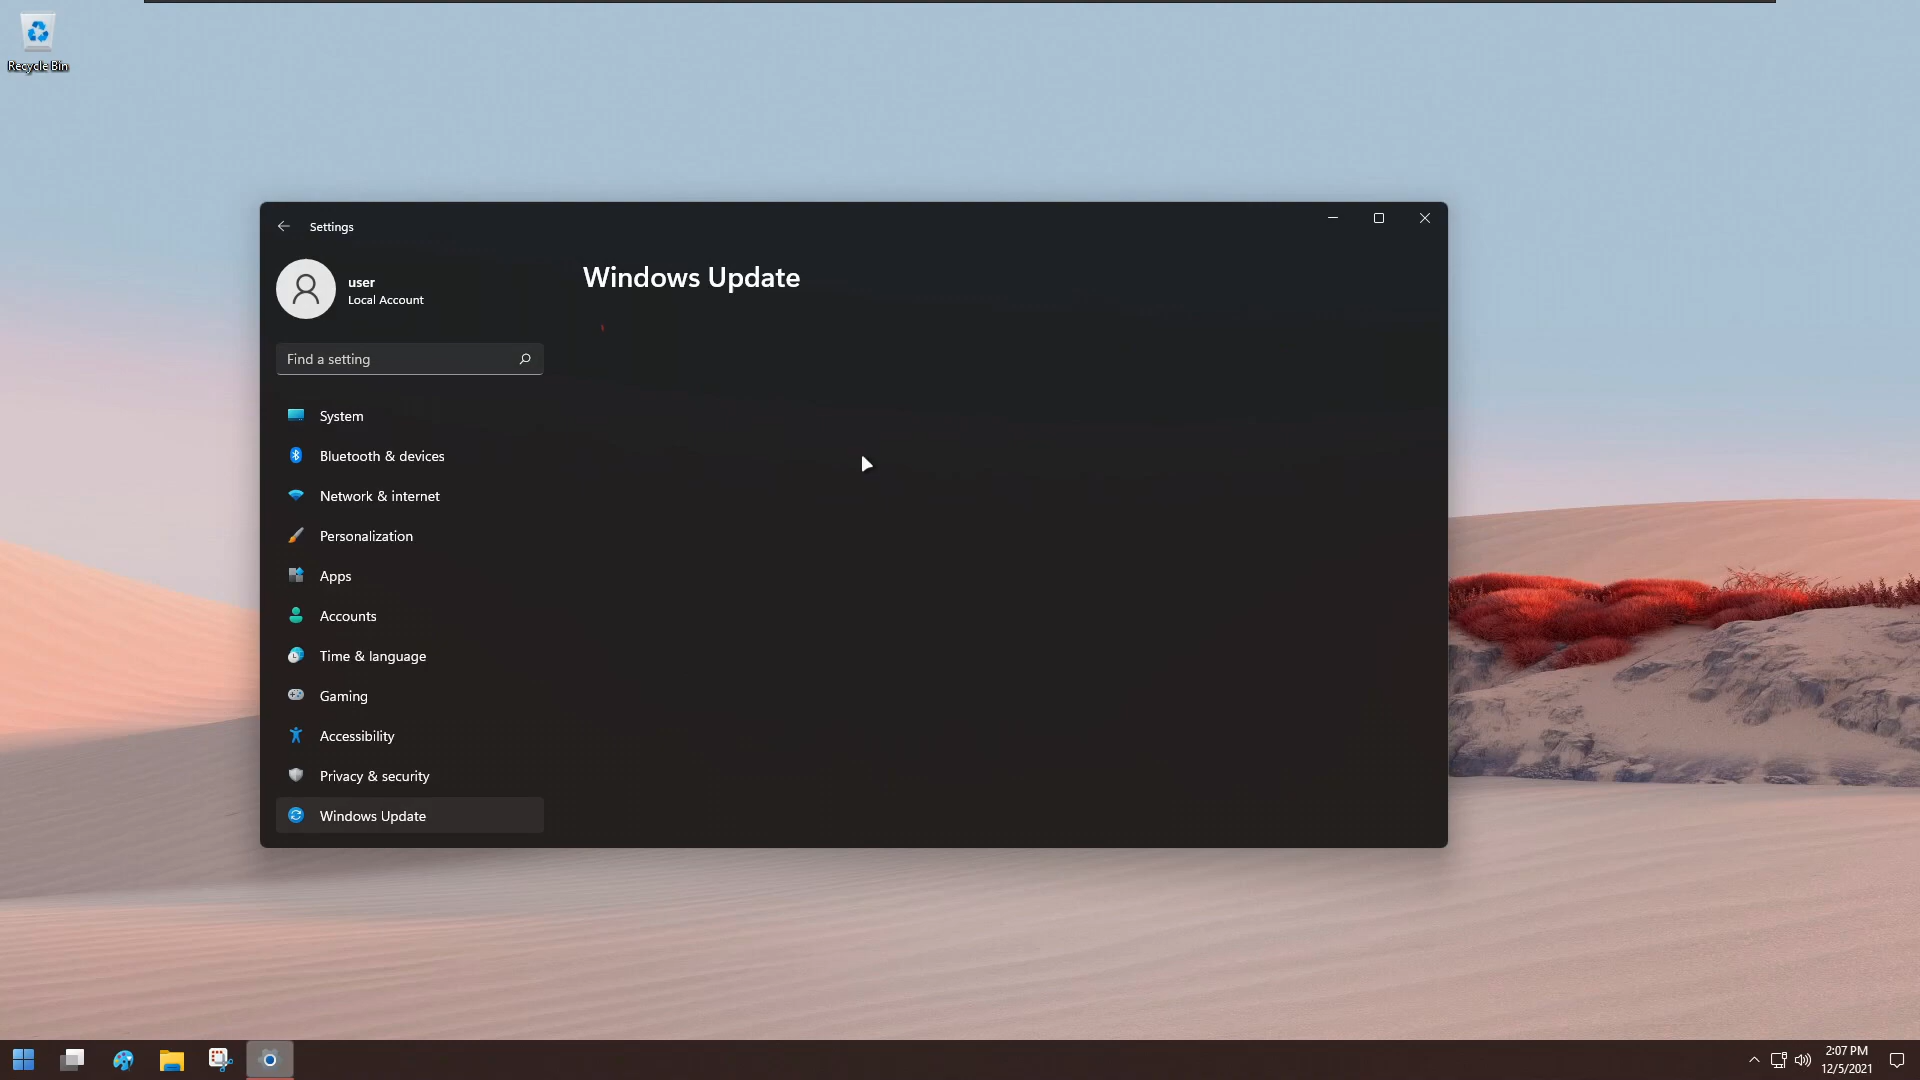 Recycle Bin
Settings
user
Local Account
Find a setting
System
Bluetooth & devices
Network & internet
Personalization
Apps
Accounts
Time & language
Gaming
Accessibility
Privacy & security
Windows Update
Windows Update
2:07 PM
12/5/2021